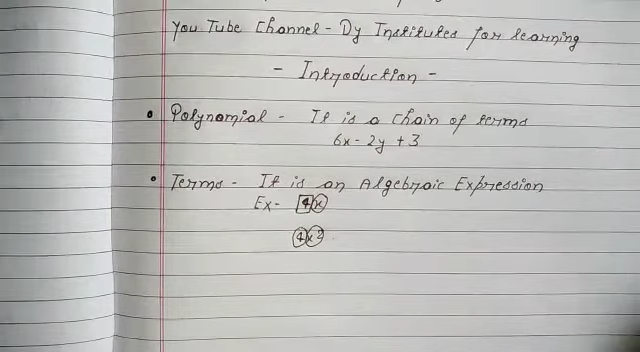 You Tube Channel - Dy Institutes for learning
- Introduction -
• Polynomial - It is a chain of terms
6x - 2y + 3
• Terms - It is an Algebraic Expression
Ex - 4x
4x2